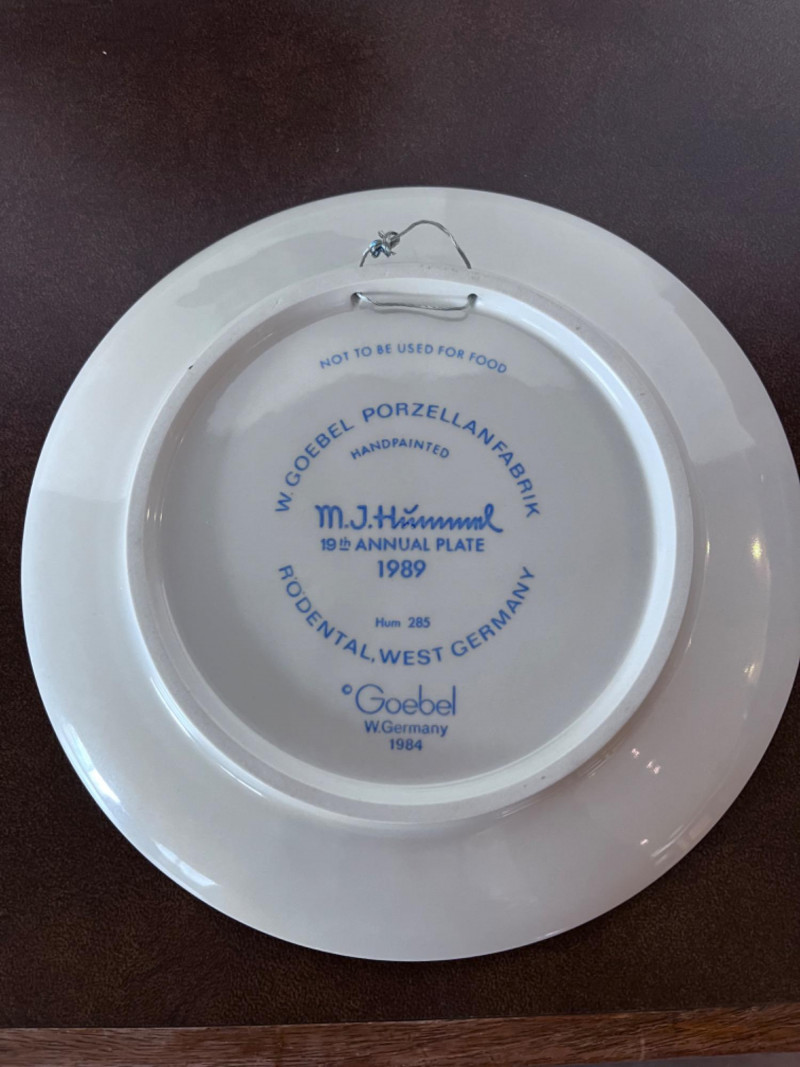 NOT TO BE USED FOR FOOD
W. GOEBEL PORZELLANFABRIK
HANDPAINTED
M.J.Hummel
19th ANNUAL PLATE
1989
Hum 285
RÖDENTAL, WEST GERMANY
© Goebel
W.Germany
1984